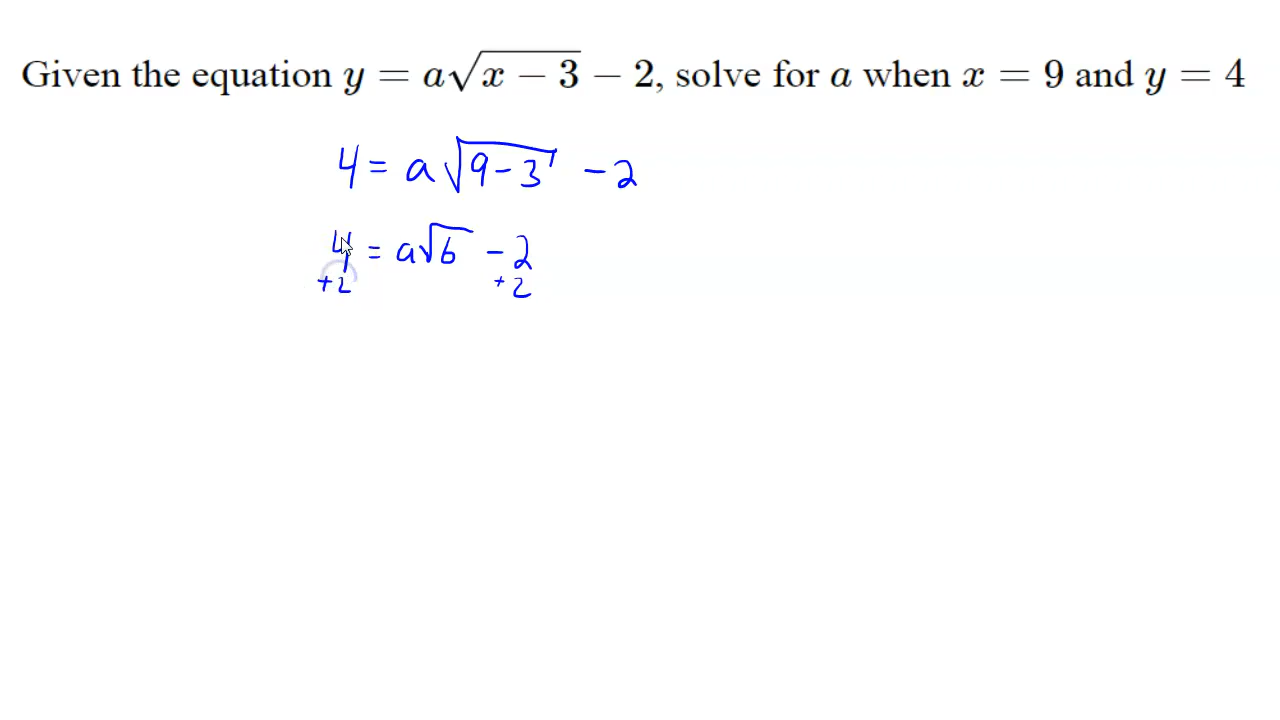 Given the equation y = a√(x − 3) − 2, solve for a when x = 9 and y = 4
4 = a√(9 − 3) − 2
4 = a√6 − 2
+2 +2